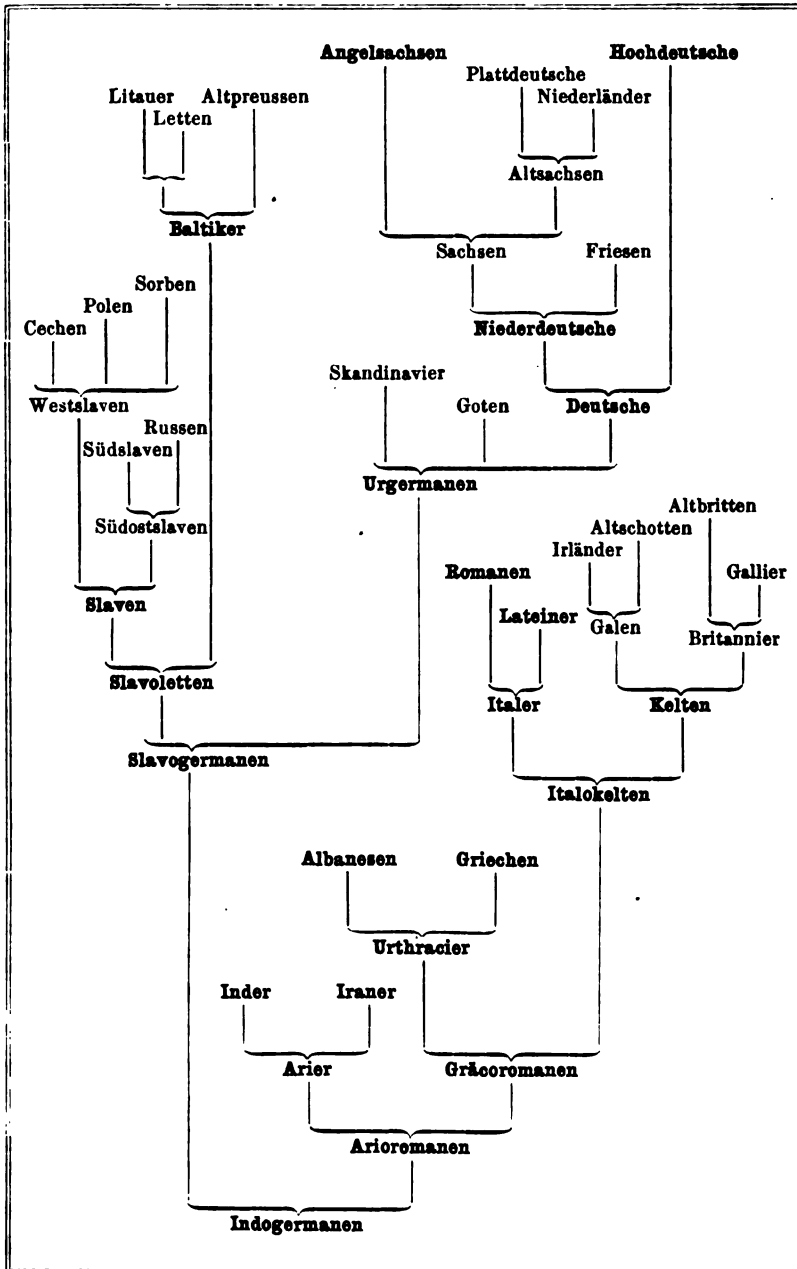 Angelsachsen Hochdeutsche
Plattdeutsche
Litauer Altpreussen Niederländer
Letten
Altsachsen
Baltiker
Sachsen Friesen
Sorben
Polen
Cechen Niederdeutsche
Skandinavier
Westslaven Goten Deutsche
Russen
Südslaven
Urgermanen
Altbritten
Südostslaven Altschotten
Irländer
Romanen Gallier
Slaven
Lateiner Galen
Britannier
Slavoletten
Italer Kelten
Slavogermanen
Italokelten
Albanesen Griechen
Urthracier
Inder Iraner
Arier Gräcoromanen
Arioromanen
Indogermanen